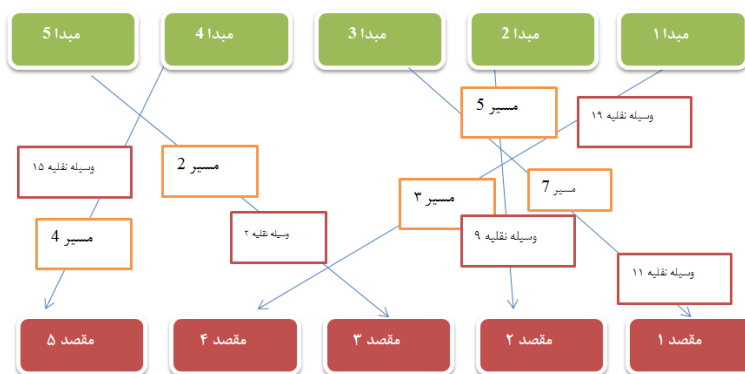 مبدا ۱
مبدا 2
مبدا 3
مبدا 4
مبدا 5
مسیر 5
وسیله نقلیه ۱۹
مسیر 2
وسیله نقلیه ۱۵
مسیر 7
مسیر ۳
مسیر 4
وسیله نقلیه ۹
وسیله نقلیه ۲
وسیله نقلیه ۱۱
مقصد ۱
مقصد ۲
مقصد ۳
مقصد ۴
مقصد ۵